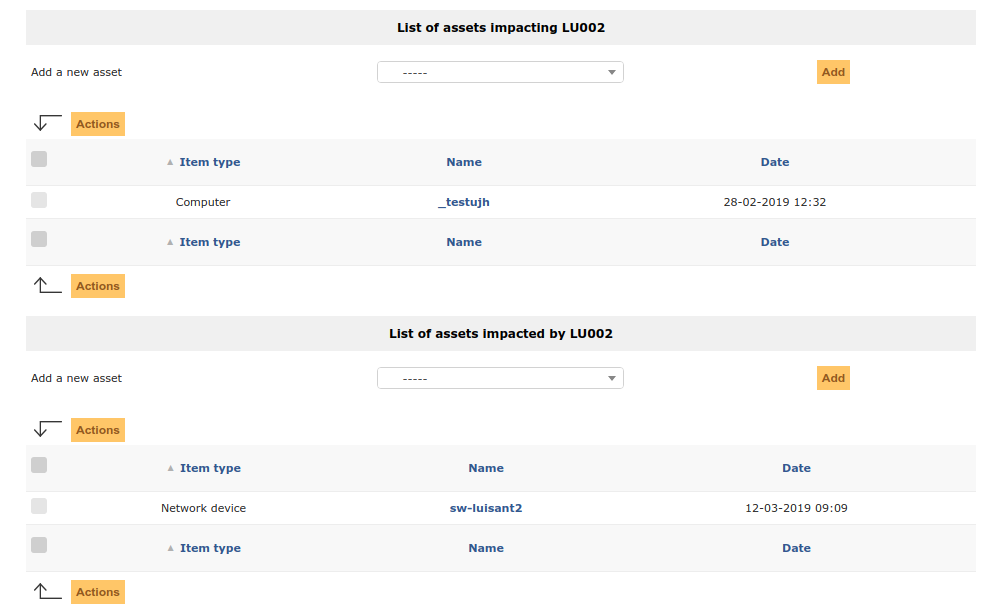 List of assets impacting LU002
Add a new asset ----- Add
Actions
Item type Name Date
Computer _testujh 28-02-2019 12:32
Item type Name Date
Actions
List of assets impacted by LU002
Add a new asset ----- Add
Actions
Item type Name Date
Network device sw-luisant2 12-03-2019 09:09
Item type Name Date
Actions